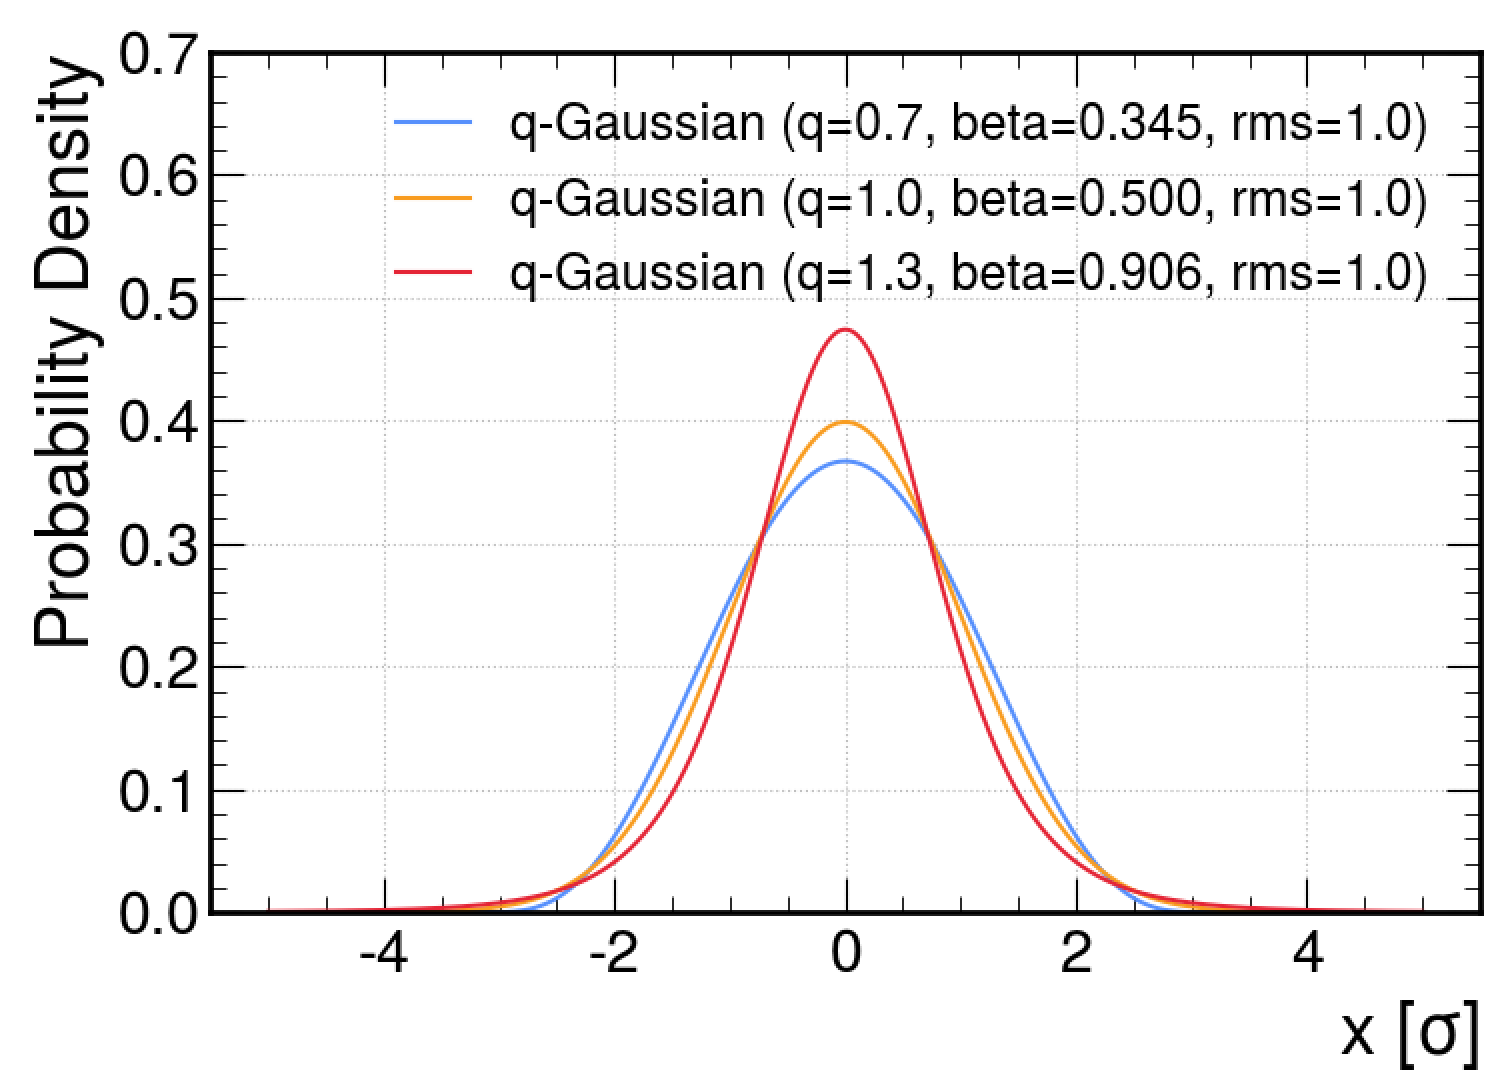 Probability Density
0.7
0.6
0.5
0.4
0.3
0.2
0.1
0.0
q-Gaussian (q=0.7, beta=0.345, rms=1.0)
q-Gaussian (q=1.0, beta=0.500, rms=1.0)
q-Gaussian (q=1.3, beta=0.906, rms=1.0)
-4 -2 0 2 4
x [σ]